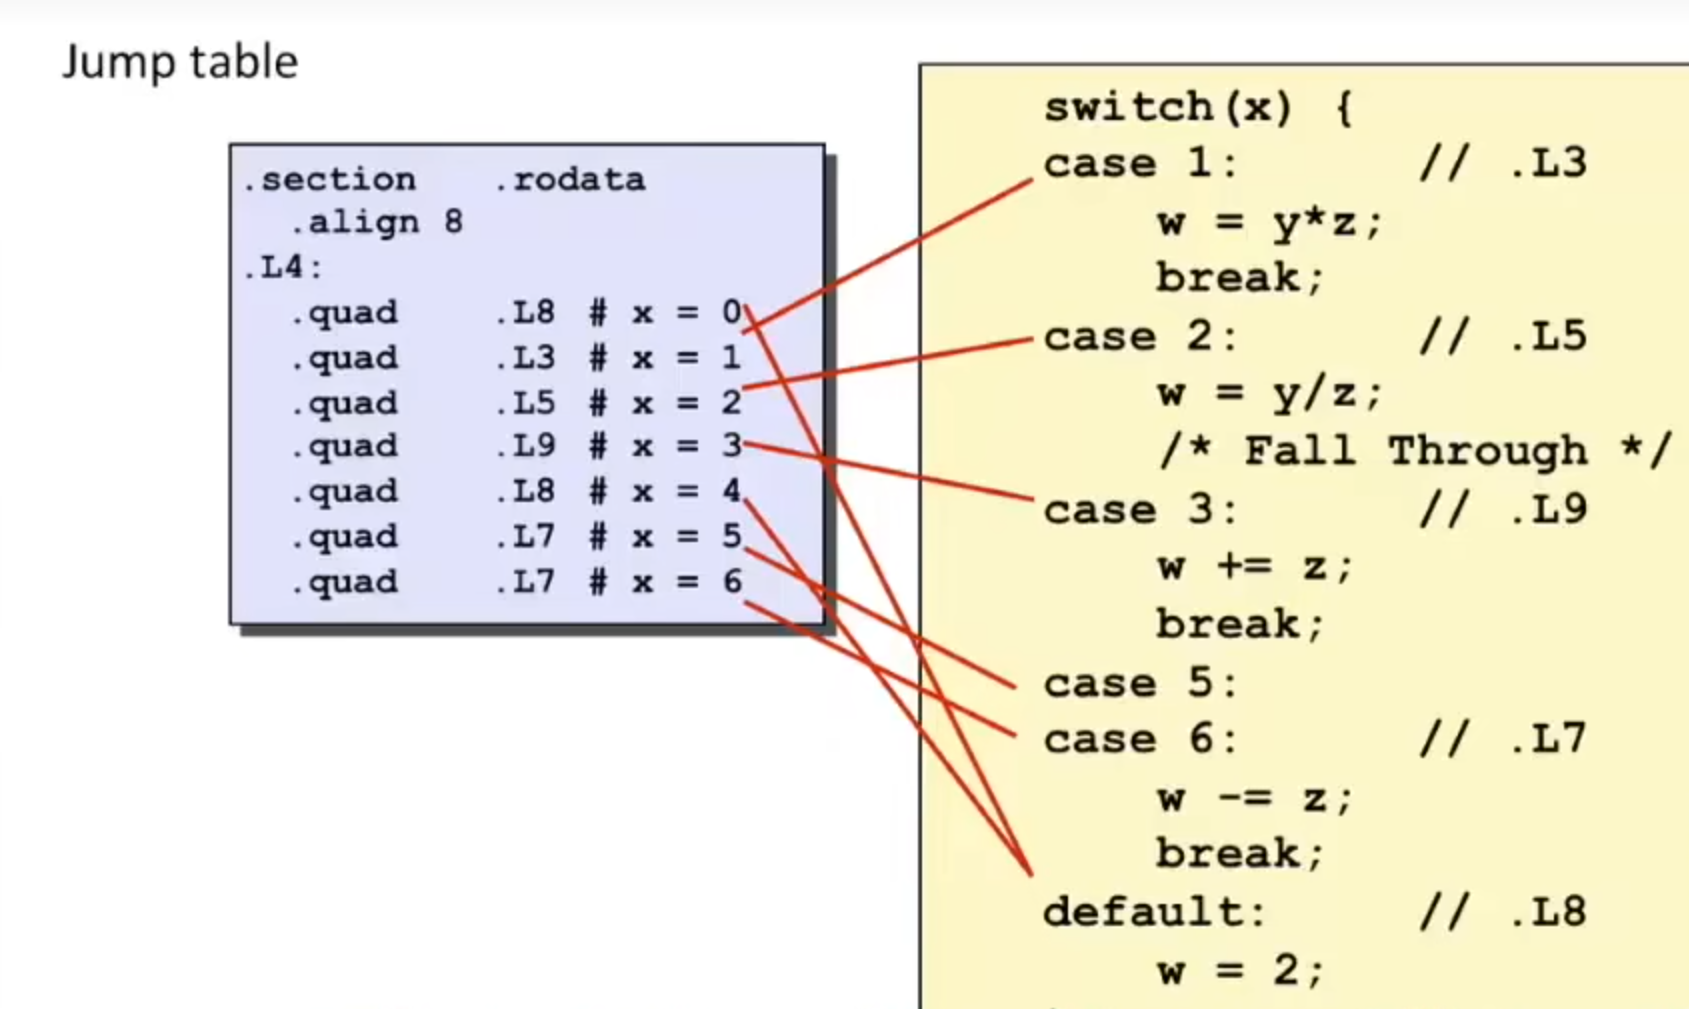 Jump table
.section .rodata
.align 8
.L4:
.quad .L8 # x = 0
.quad .L3 # x = 1
.quad .L5 # x = 2
.quad .L9 # x = 3
.quad .L8 # x = 4
.quad .L7 # x = 5
.quad .L7 # x = 6
switch(x) {
case 1: // .L3
w = y*z;
break;
case 2: // .L5
w = y/z;
/* Fall Through */
case 3: // .L9
w += z;
break;
case 5:
case 6: // .L7
w -= z;
break;
default: // .L8
w = 2;